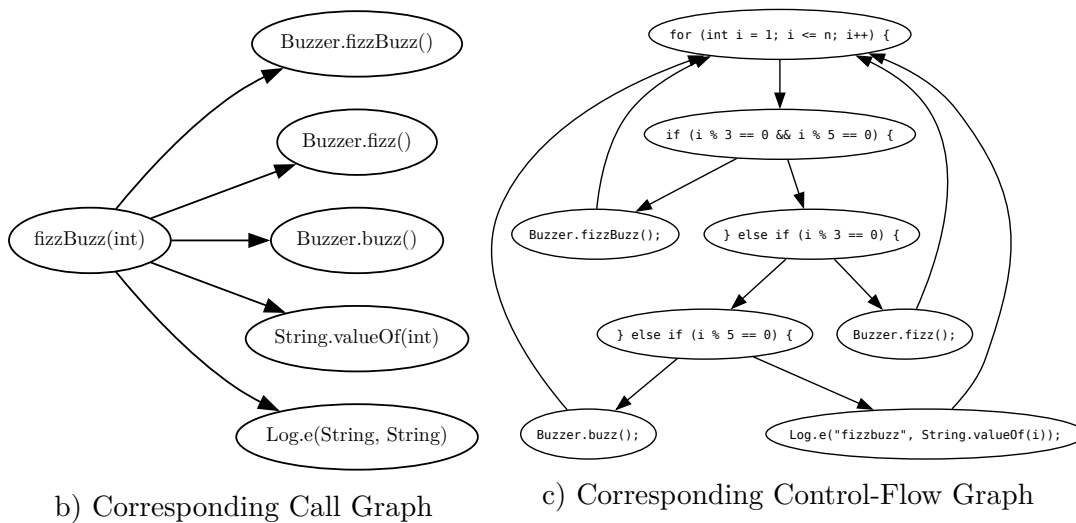 Buzzer.fizzBuzz()
Buzzer.fizz()
fizzBuzz(int)
Buzzer.buzz()
String.valueOf(int)
Log.e(String, String)
b) Corresponding Call Graph
for (int i = 1; i <= n; i++) {
if (i % 3 == 0 && i % 5 == 0) {
Buzzer.fizzBuzz();
} else if (i % 3 == 0) {
} else if (i % 5 == 0) {
Buzzer.fizz();
Buzzer.buzz();
Log.e("fizzbuzz", String.valueOf(i));
c) Corresponding Control-Flow Graph